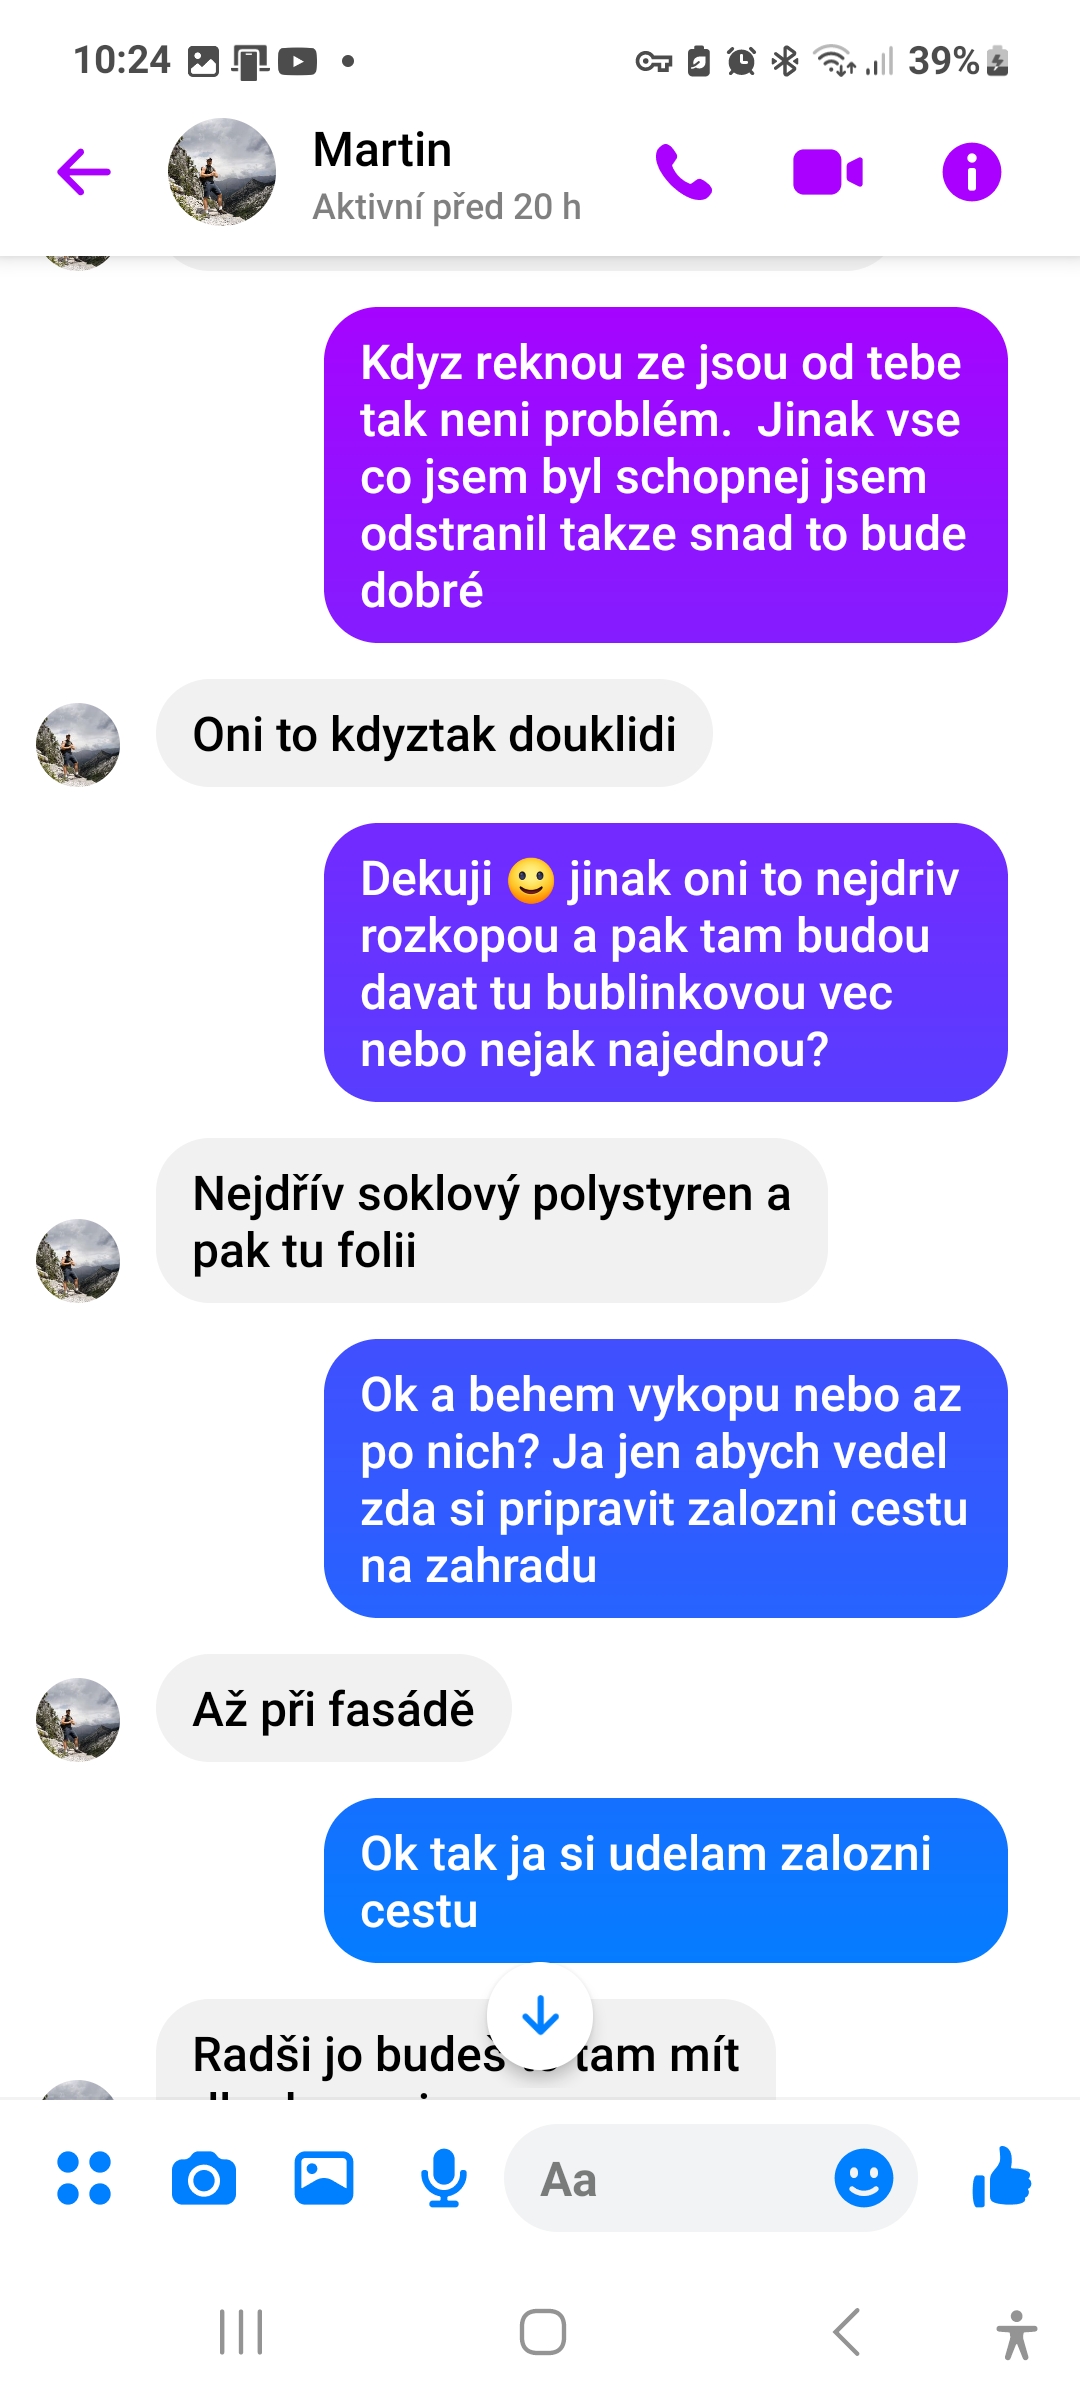 10:24
39%
Martin
Aktivní před 20 h
Kdyz reknou ze jsou od tebe
tak neni problém.  Jinak vse
co jsem byl schopnej jsem
odstranil takze snad to bude
dobré
Oni to kdyztak douklidi
Dekuji 🙂 jinak oni to nejdriv
rozkopou a pak tam budou
davat tu bublinkovou vec
nebo nejak najednou?
Nejdřív soklový polystyren a
pak tu folii
Ok a behem vykopu nebo az
po nich? Ja jen abych vedel
zda si pripravit zalozni cestu
na zahradu
Až při fasádě
Ok tak ja si udelam zalozni
cestu
Radši jo budeš tam mít
Aa